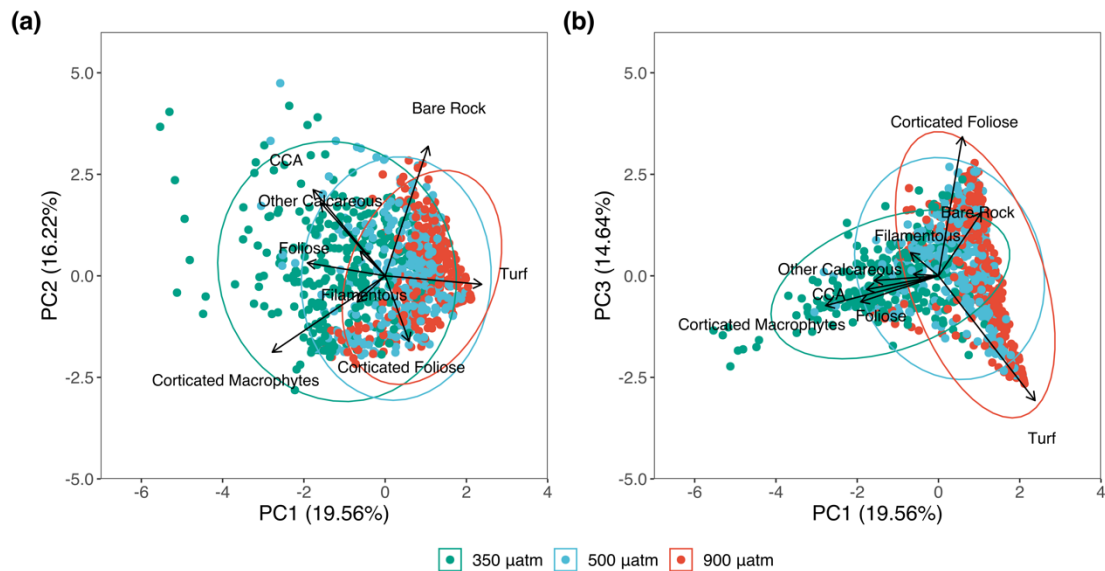 (a)
(b)
5.0
2.5
0.0
-2.5
-5.0
PC2 (16.22%)
Bare Rock
CCA
Other Calcareous
Foliose
Turf
Filamentous
Corticated Foliose
Corticated Macrophytes
-6
-4
-2
0
2
4
PC1 (19.56%)
5.0
2.5
0.0
-2.5
-5.0
PC3 (14.64%)
Corticated Foliose
Bare Rock
Filamentous
Other Calcareous
CCA
Foliose
Corticated Macrophytes
Turf
-6
-4
-2
0
2
4
PC1 (19.56%)
350 µatm
500 µatm
900 µatm